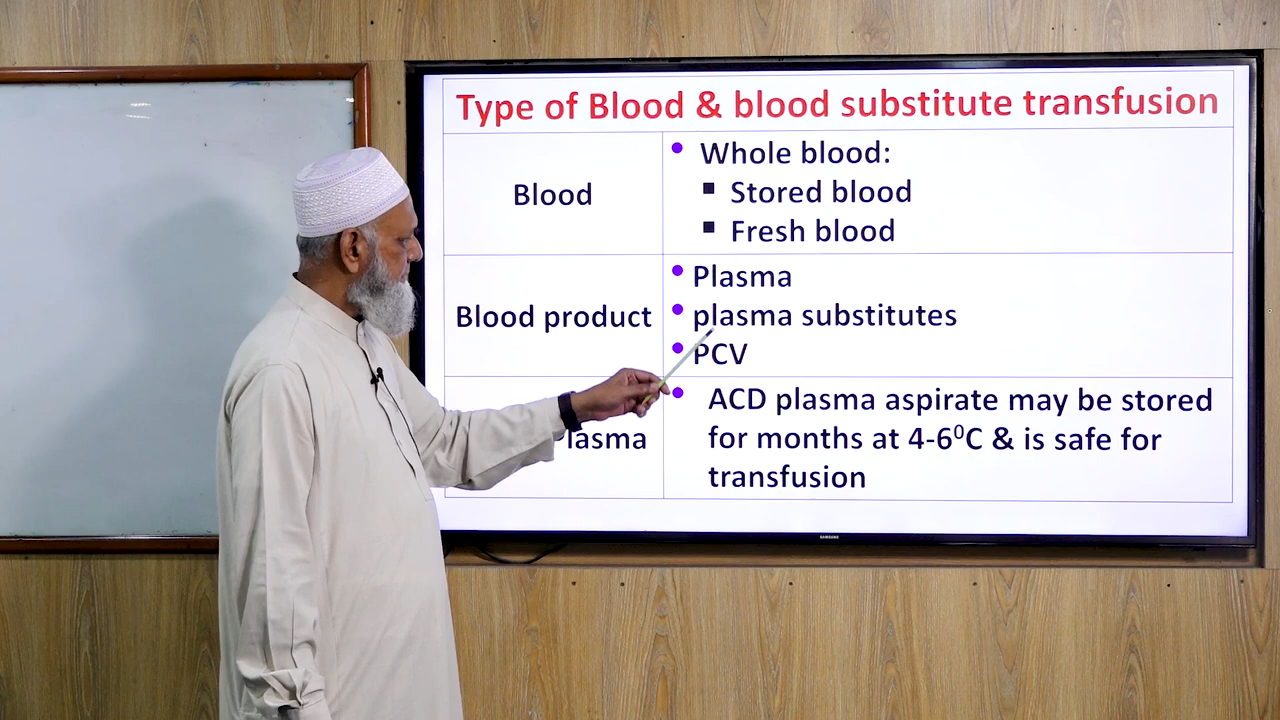 Type of Blood & blood substitute transfusion
Blood
• Whole blood:
▪ Stored blood
▪ Fresh blood
Blood product
• Plasma
• plasma substitutes
• PCV
lasma
• ACD plasma aspirate may be stored
for months at 4-6⁰C & is safe for
transfusion
SAMSUNG